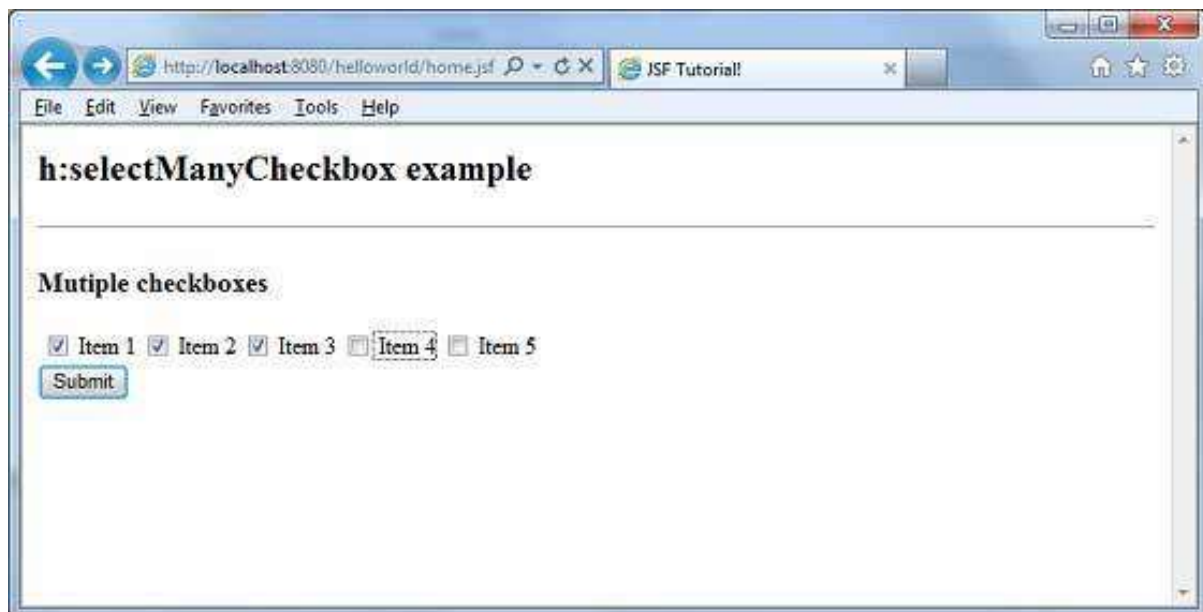 http://localhost:8080/helloworld/home.jsf
JSF Tutorial!
File Edit View Favorites Tools Help
h:selectManyCheckbox example
Mutiple checkboxes
Item 1 Item 2 Item 3 Item 4 Item 5
Submit